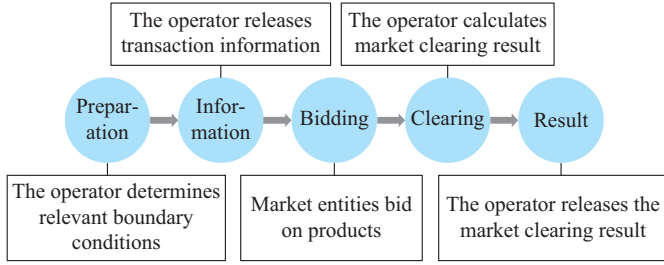 The operator releases
transaction information
The operator calculates
market clearing result
Prepar-
ation
Infor-
mation
Bidding
Clearing
Result
The operator determines
relevant boundary
conditions
Market entities bid
on products
The operator releases the
market clearing result